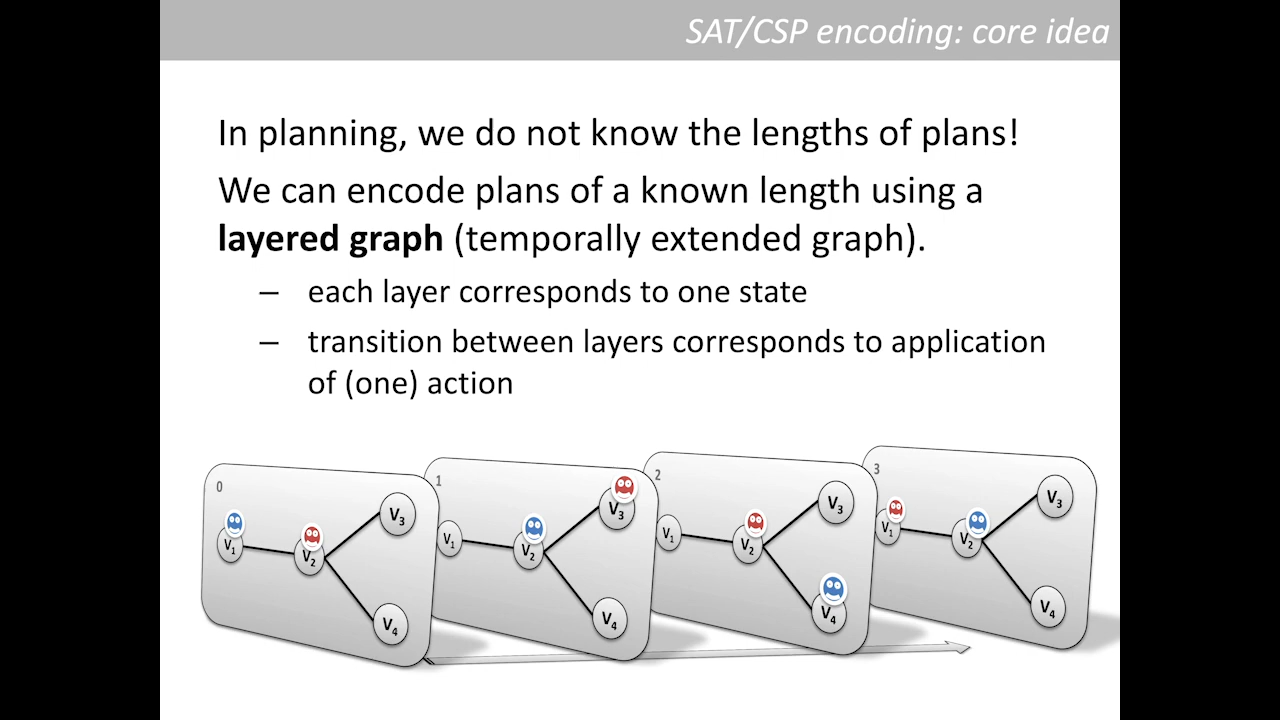 SAT/CSP encoding: core idea
In planning, we do not know the lengths of plans!
We can encode plans of a known length using a
layered graph (temporally extended graph).
– each layer corresponds to one state
– transition between layers corresponds to application
of (one) action
0
V₁
V₂
V₃
V₄
1
V₁
V₂
V₃
V₄
2
V₁
V₂
V₃
V₄
3
V₁
V₂
V₃
V₄